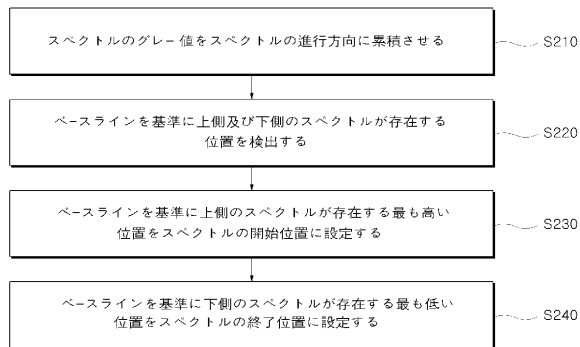 スペクトルのグレー値をスペクトルの進行方向に累積させる
S210
ベースラインを基準に上側及び下側のスペクトルが存在する
位置を検出する
S220
ベースラインを基準に上側のスペクトルが存在する最も高い
位置をスペクトルの開始位置に設定する
S230
ベースラインを基準に下側のスペクトルが存在する最も低い
位置をスペクトルの終了位置に設定する
S240